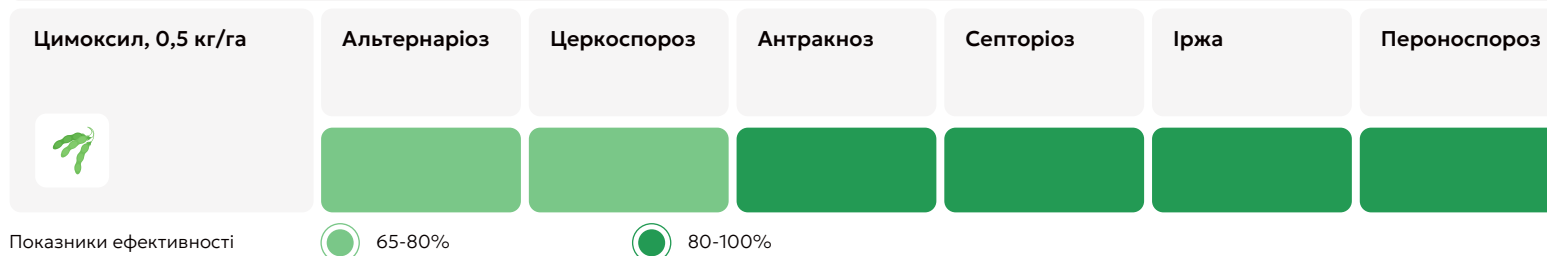 Цимоксил, 0,5 кг/га
Альтернаріоз
Церкоспороз
Антракноз
Септоріоз
Іржа
Пероноспороз
Показники ефективності
65-80%
80-100%